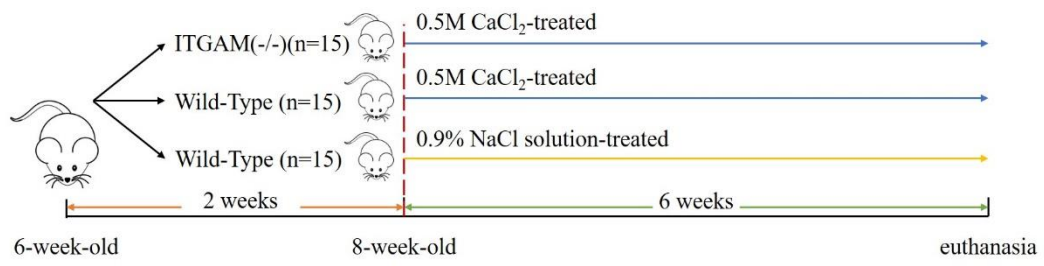 0.5M CaCl₂-treated
ITGAM(-/-)(n=15)
0.5M CaCl₂-treated
Wild-Type (n=15)
0.9% NaCl solution-treated
Wild-Type (n=15)
2 weeks
6 weeks
6-week-old
8-week-old
euthanasia